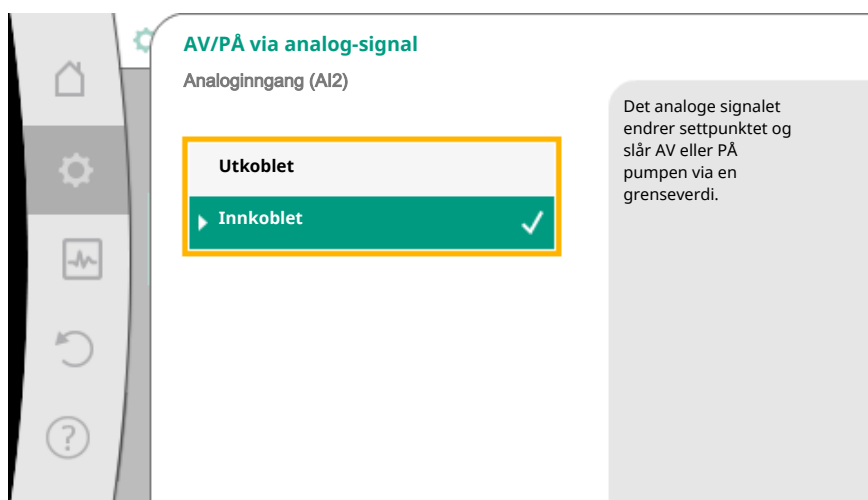 AV/PÅ via analog-signal
Analoginngang (AI2)
Utkoblet
Innkoblet
Det analoge signalet
endrer settpunktet og
slår AV eller PÅ
pumpen via en
grenseverdi.
?